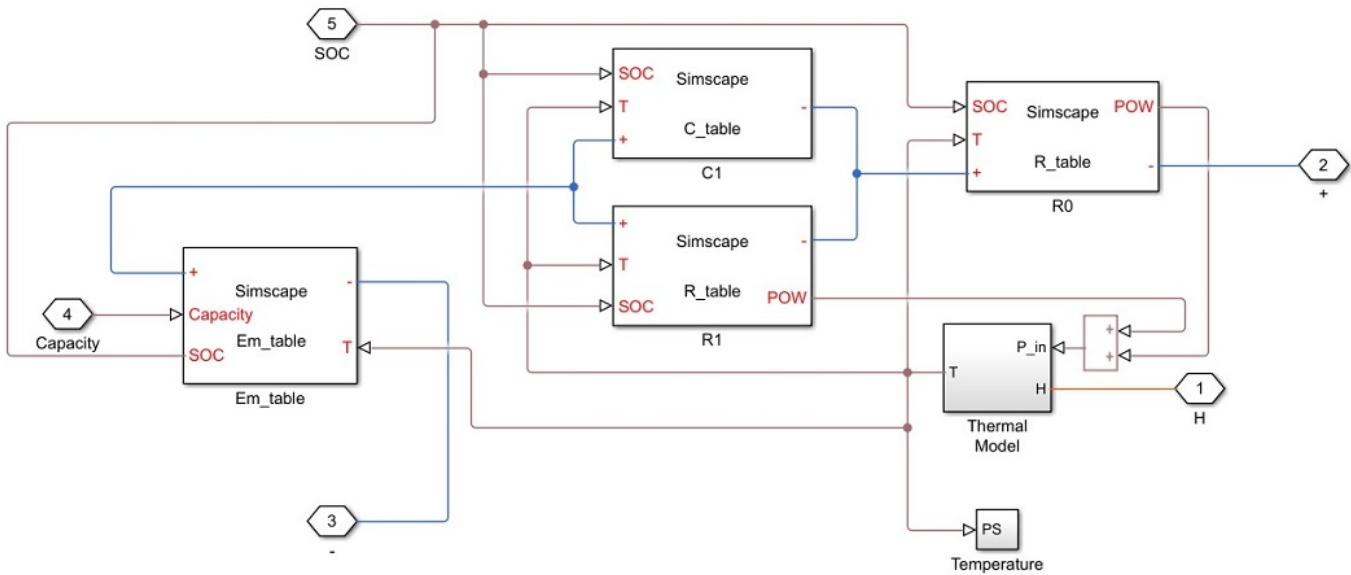 5
SOC
SOC
Simscape
T
C_table
+
-
C1
SOC
Simscape
POW
T
R_table
+
-
R0
2
+
+
Simscape
-
T
R_table
SOC
POW
R1
+
Simscape
-
Capacity
Em_table
SOC
T
Em_table
4
Capacity
P_in
T
H
Thermal
Model
+
+
1
H
3
-
PS
Temperature